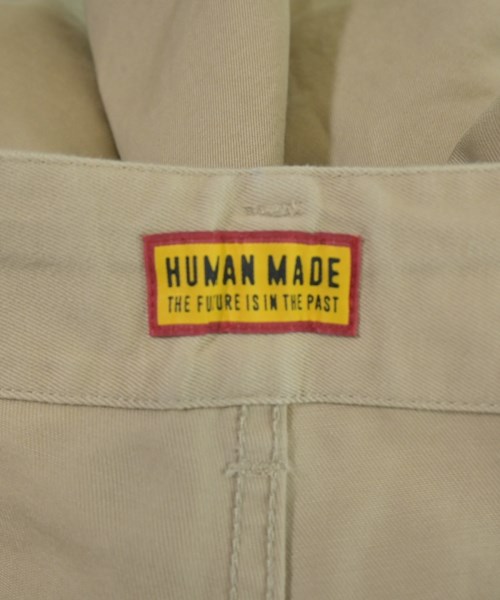 HUMAN MADE
THE FUTURE IS IN THE PAST